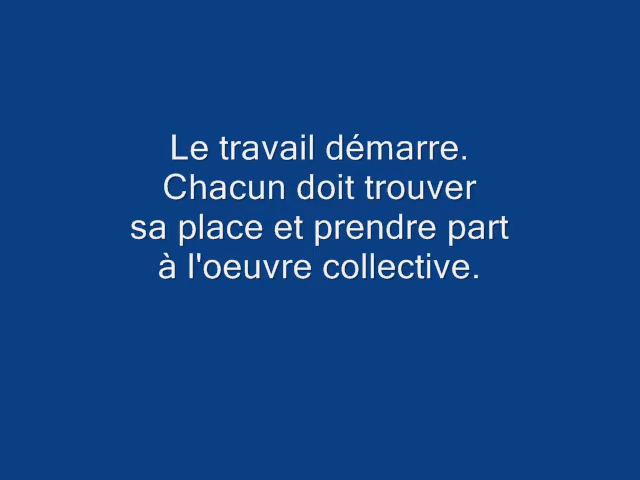 Le travail démarre.
Chacun doit trouver
sa place et prendre part
à l'oeuvre collective.